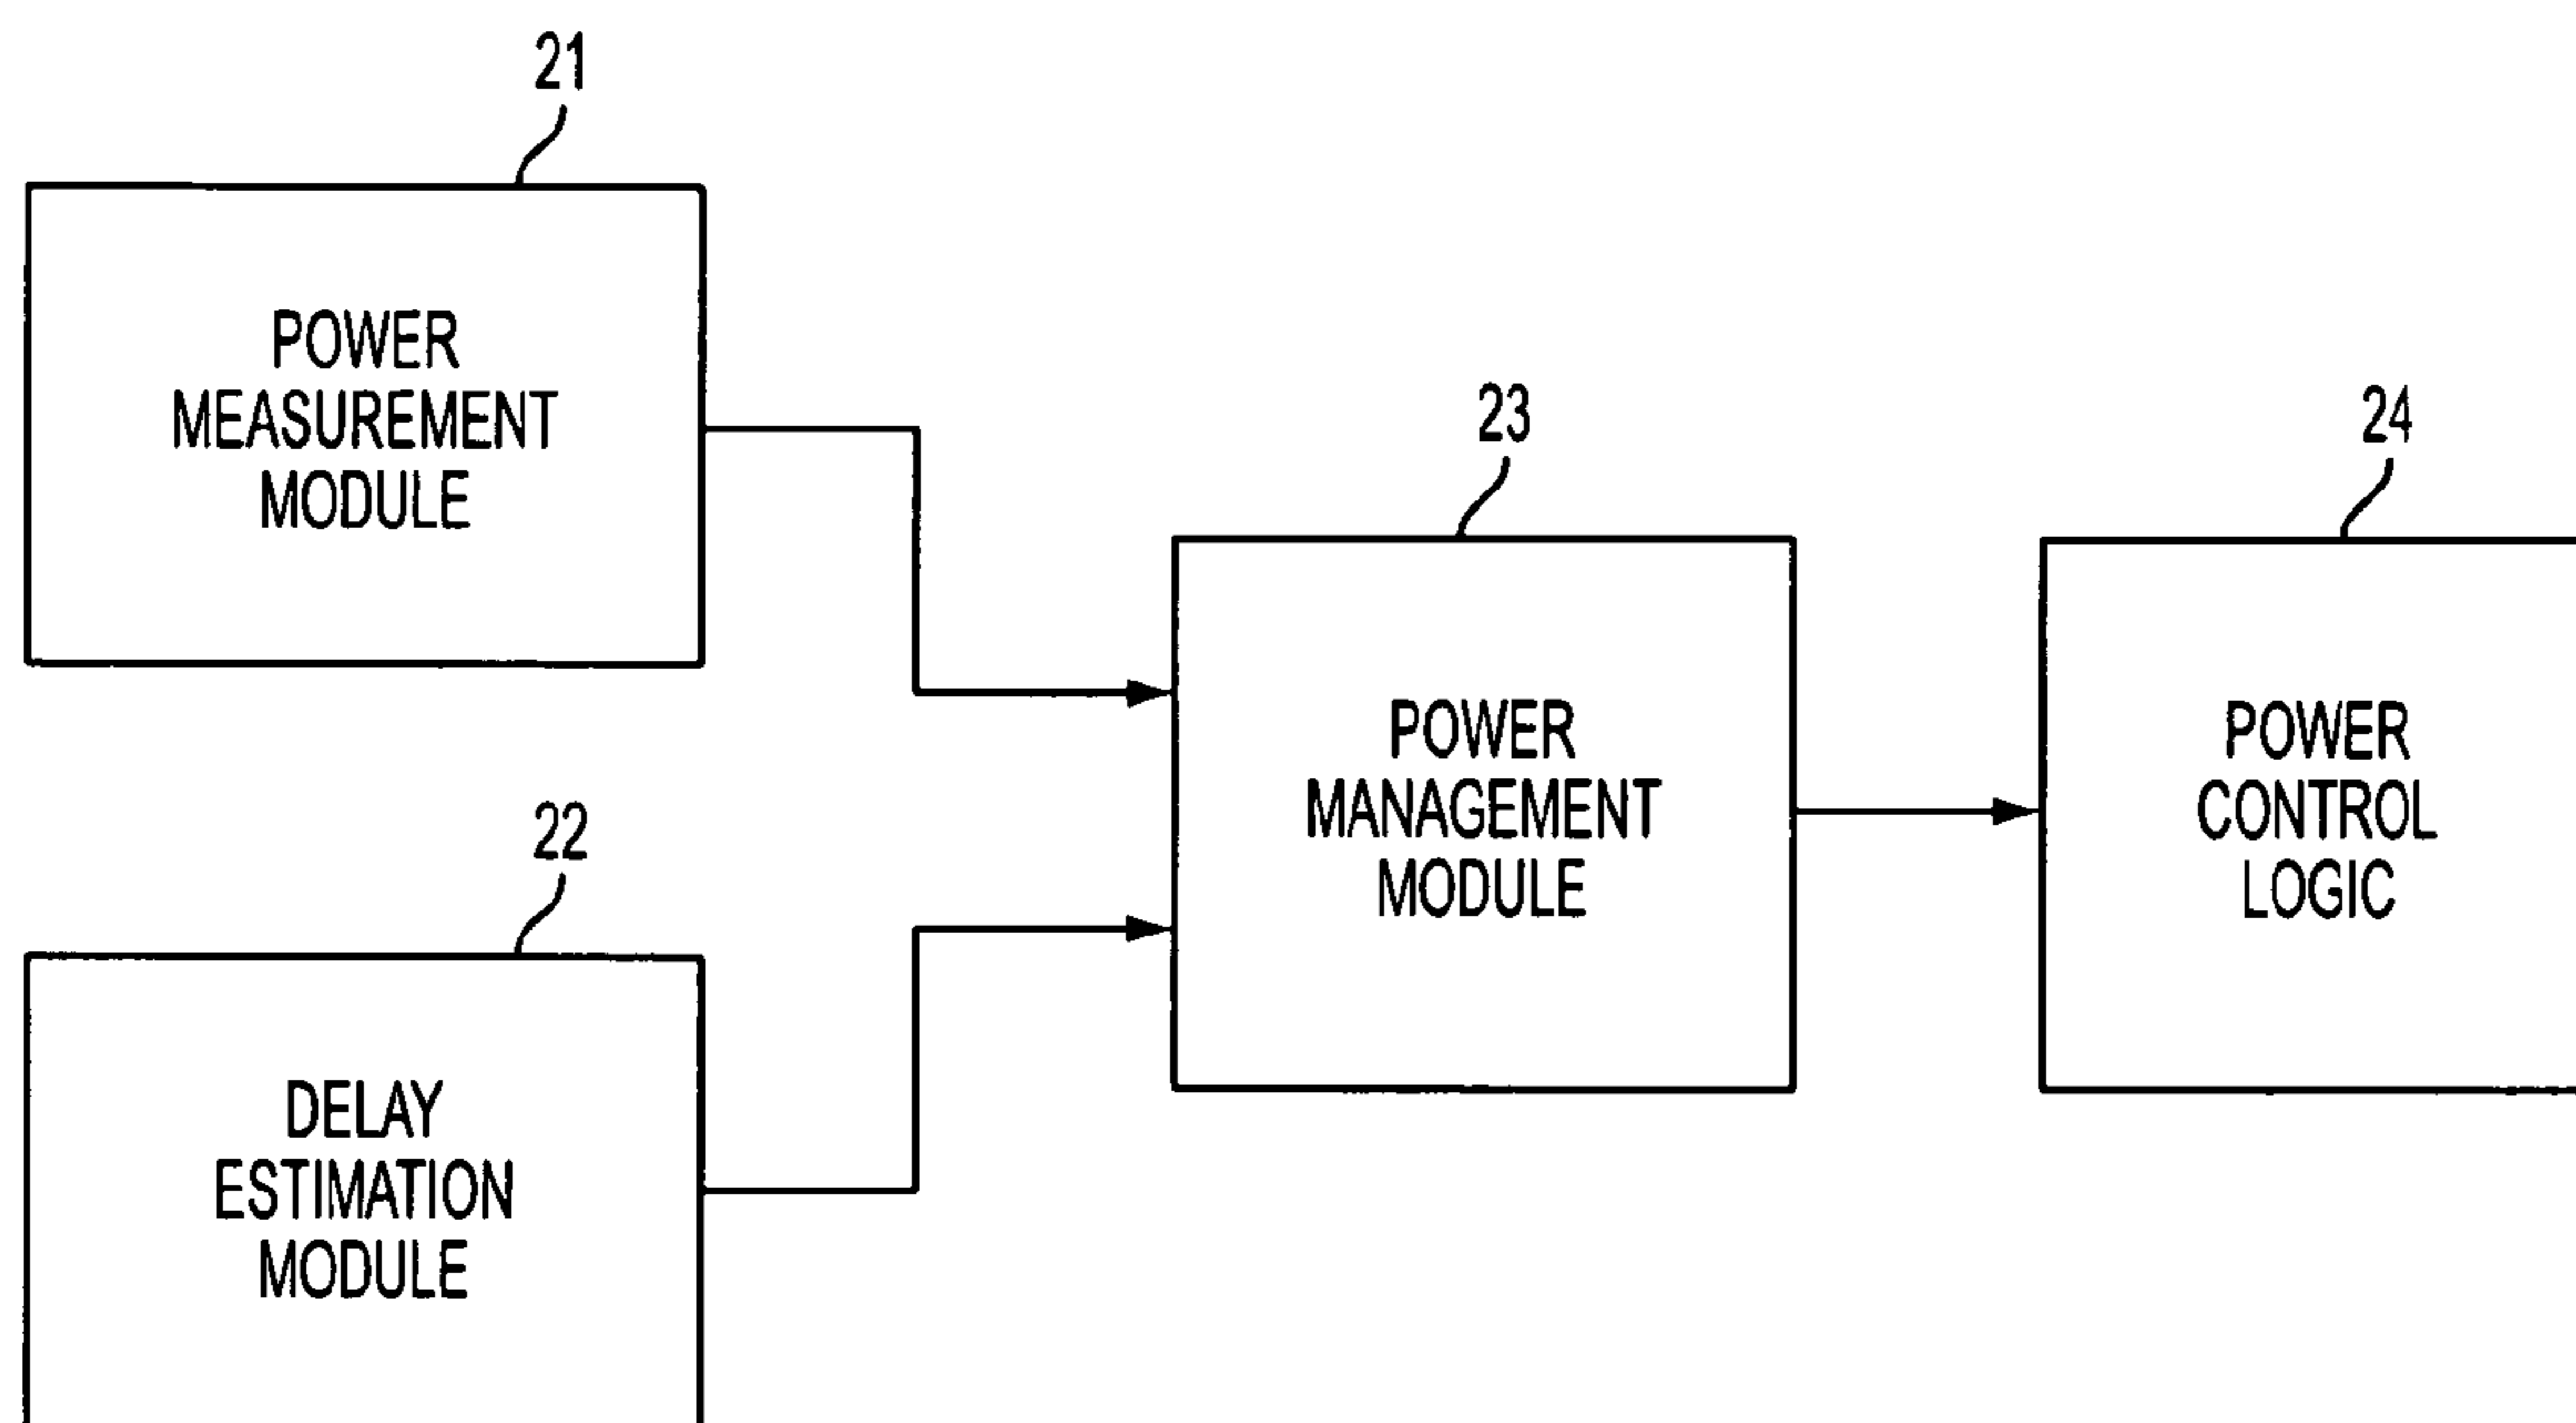 21
POWER
MEASUREMENT
MODULE
22
DELAY
ESTIMATION
MODULE
23
POWER
MANAGEMENT
MODULE
24
POWER
CONTROL
LOGIC